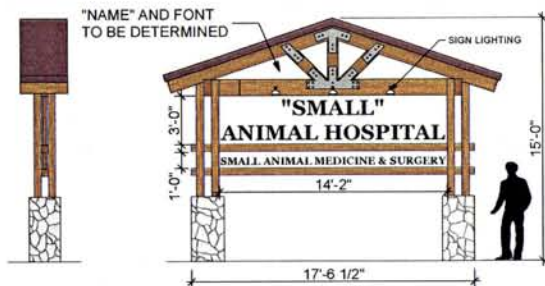 "NAME" AND FONT
TO BE DETERMINED
SIGN LIGHTING
"SMALL"
ANIMAL HOSPITAL
SMALL ANIMAL MEDICINE & SURGERY
3'-0"
1'-0"
14'-2"
15'-0"
17'-6 1/2"